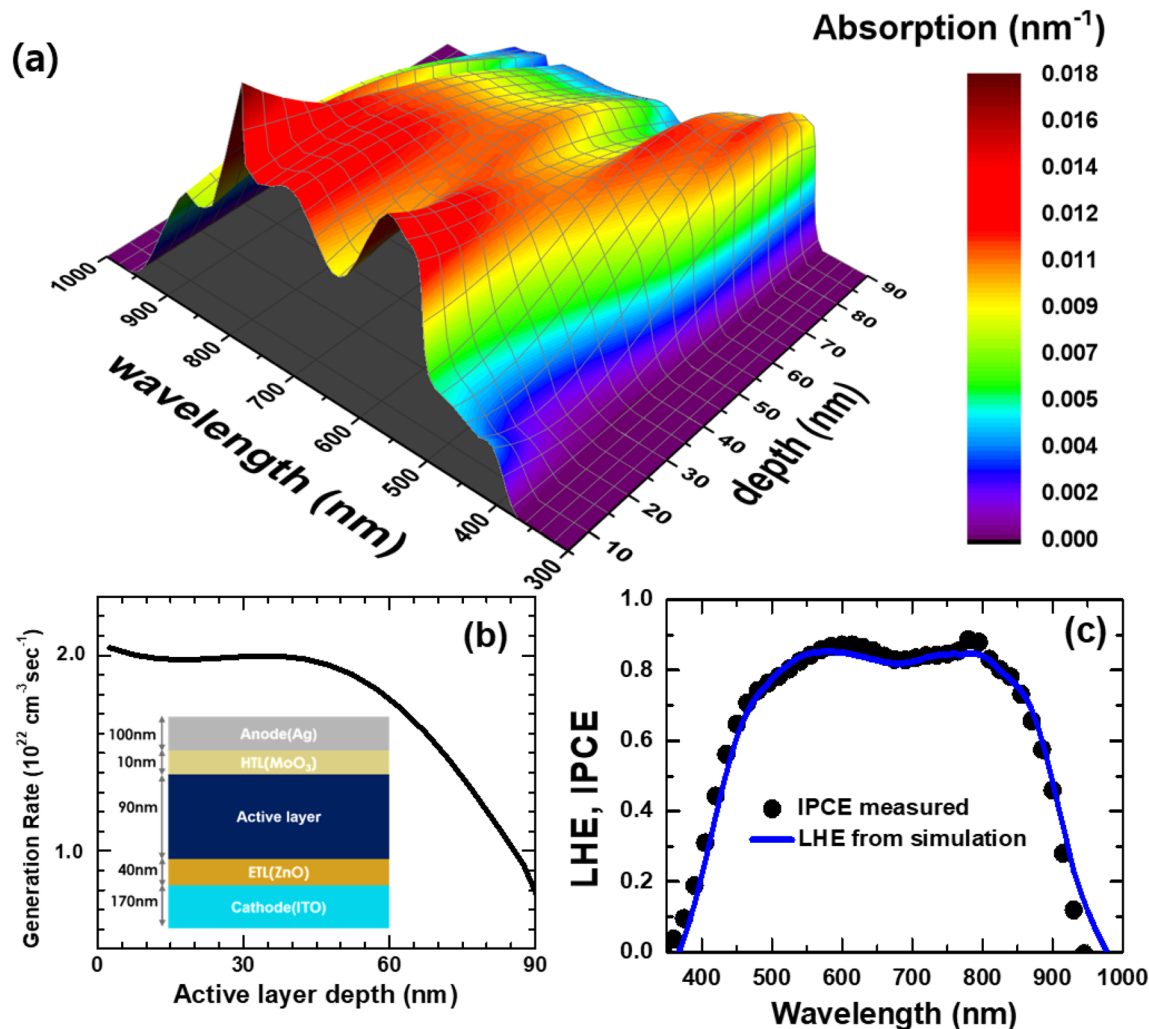 (a)
Absorption (nm⁻¹)
0.018
0.016
0.014
0.012
0.011
0.009
0.007
0.005
0.004
0.002
0.000
1000
900
800
700
600
500
400
300
wavelength (nm)
10
20
30
40
50
60
70
80
90
depth (nm)
(b)
Generation Rate (10²² cm⁻³ sec⁻¹)
2.0
1.0
100nm
Anode(Ag)
10nm
HTL(MoO₃)
90nm
Active layer
40nm
ETL(ZnO)
170nm
Cathode(ITO)
0
30
60
90
Active layer depth (nm)
(c)
LHE, IPCE
1.0
0.8
0.6
0.4
0.2
0.0
IPCE measured
LHE from simulation
400
500
600
700
800
900
1000
Wavelength (nm)